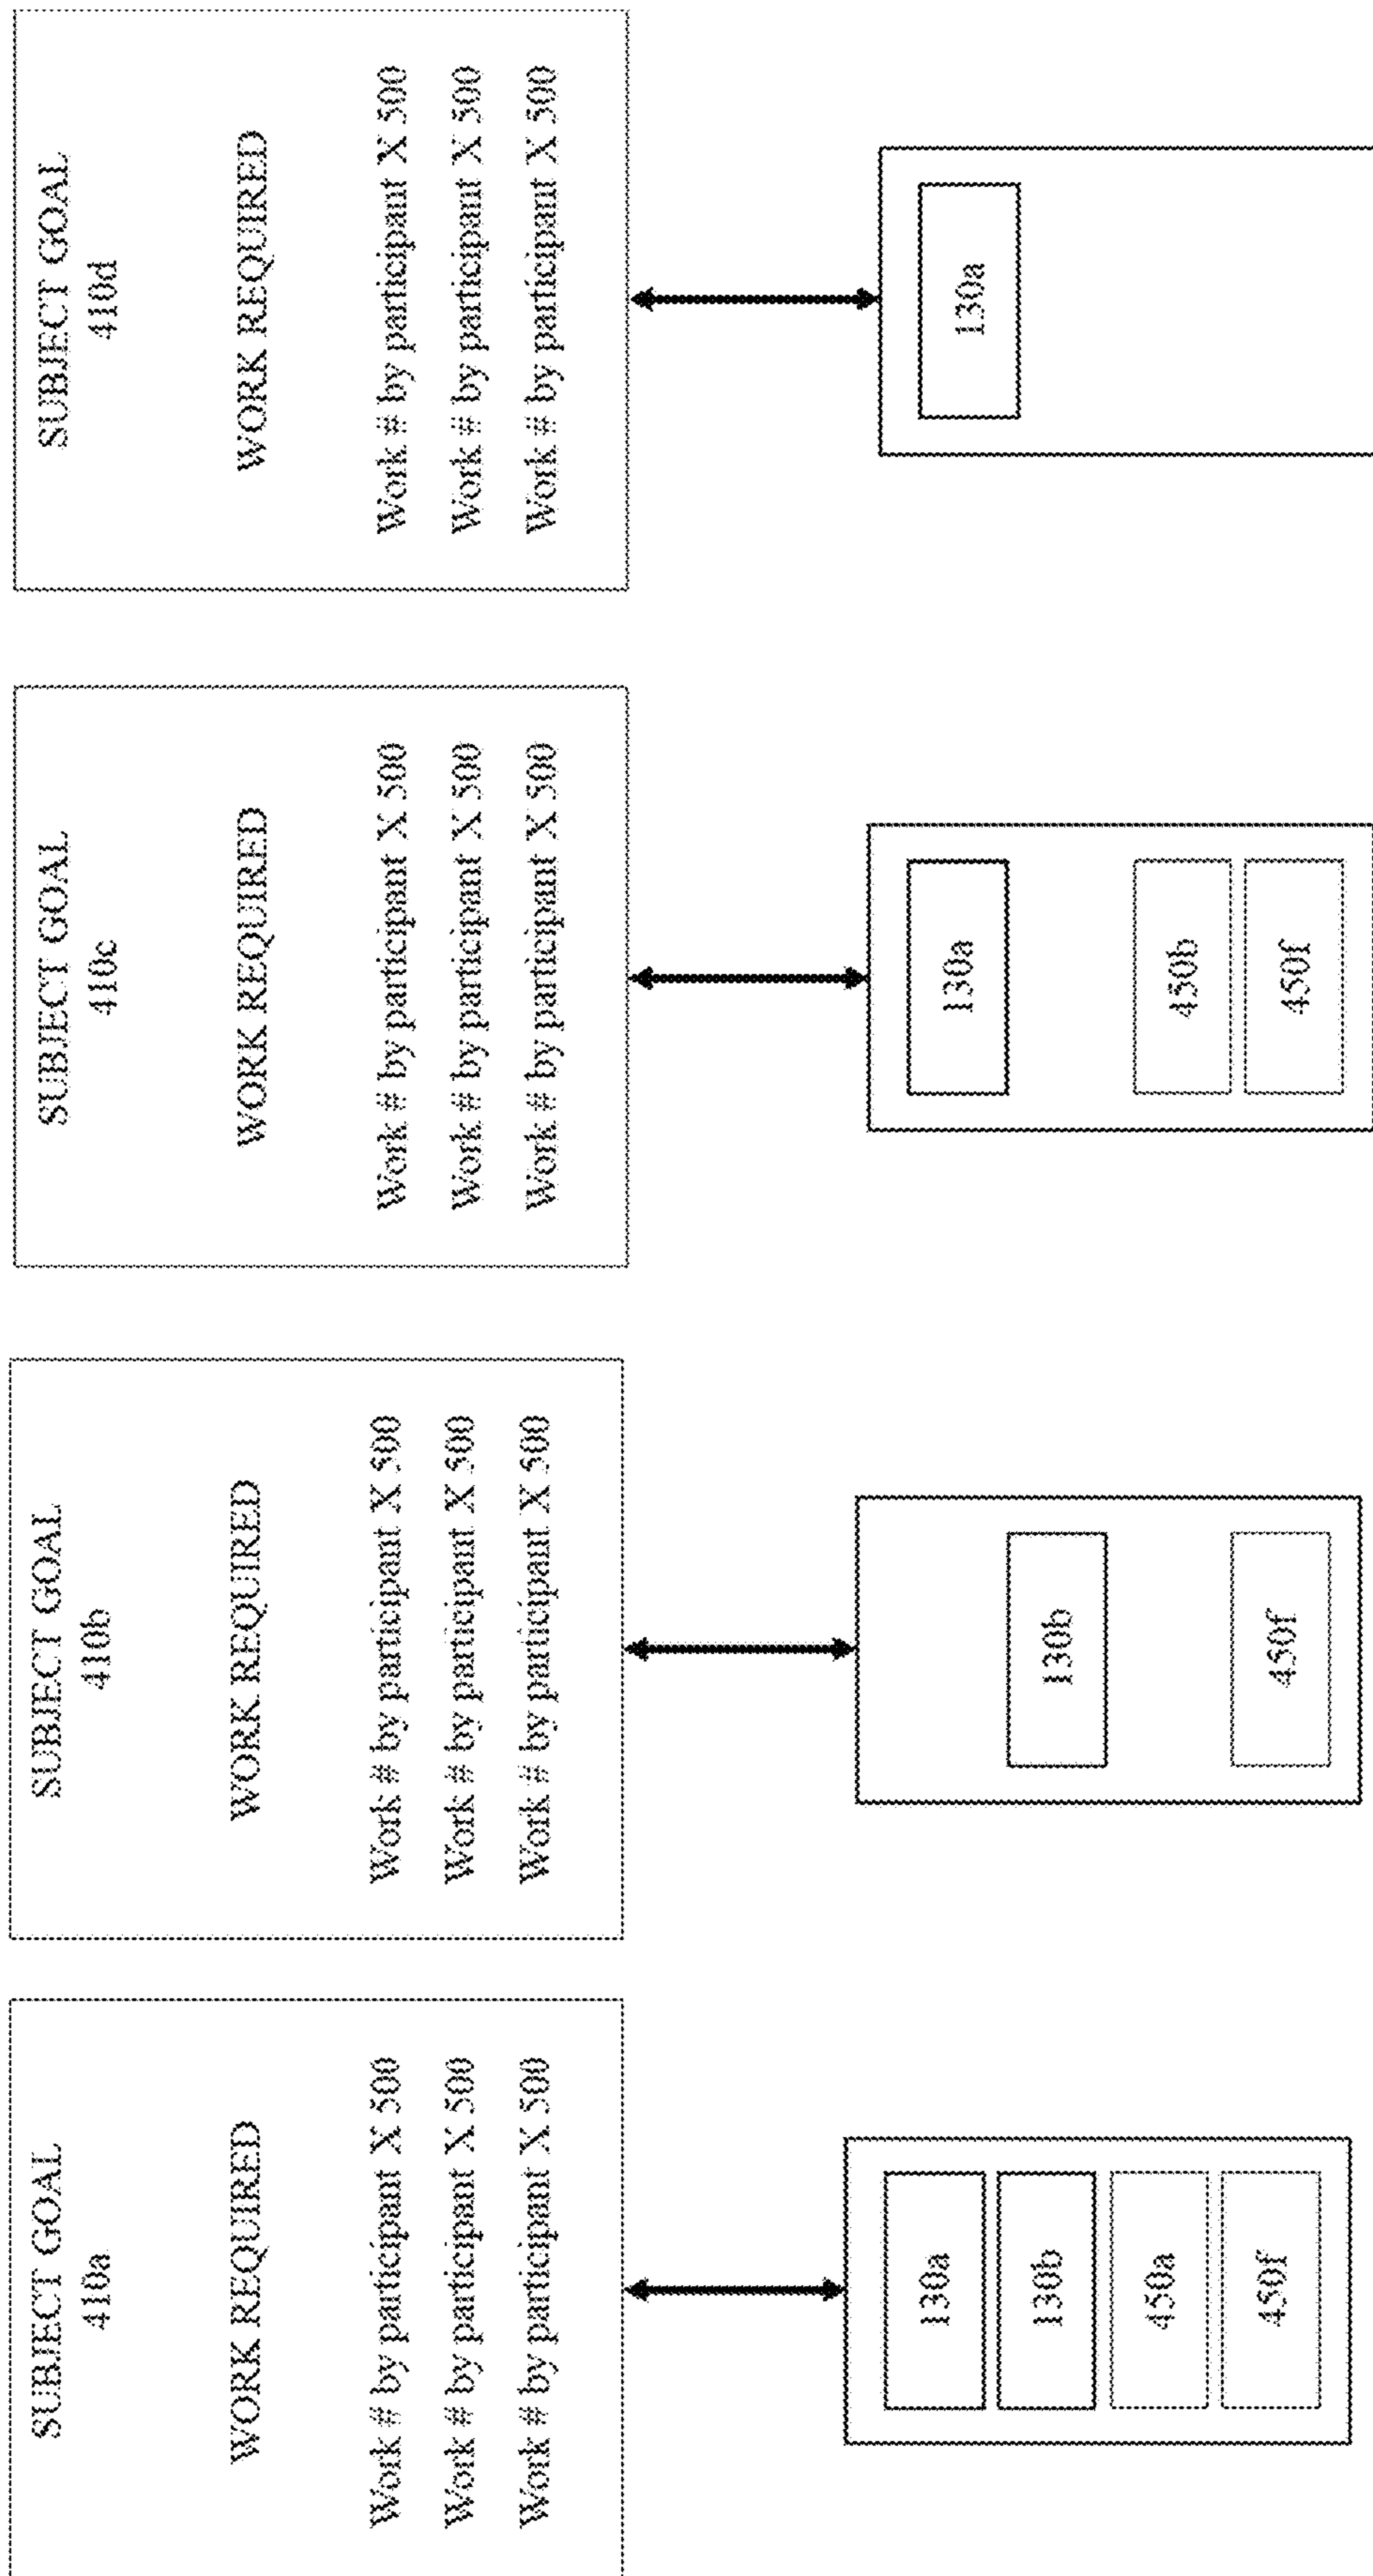 SUBJECT GOAL
410a
WORK REQUIRED
Work # by participant X 500
Work # by participant X 500
Work # by participant X 500
130a
130b
450a
450f
SUBJECT GOAL
410b
WORK REQUIRED
Work # by participant X 500
Work # by participant X 500
Work # by participant X 500
130b
450f
SUBJECT GOAL
410c
WORK REQUIRED
Work # by participant X 500
Work # by participant X 500
Work # by participant X 500
130a
450b
450f
SUBJECT GOAL
410d
WORK REQUIRED
Work # by participant X 500
Work # by participant X 500
Work # by participant X 500
130a